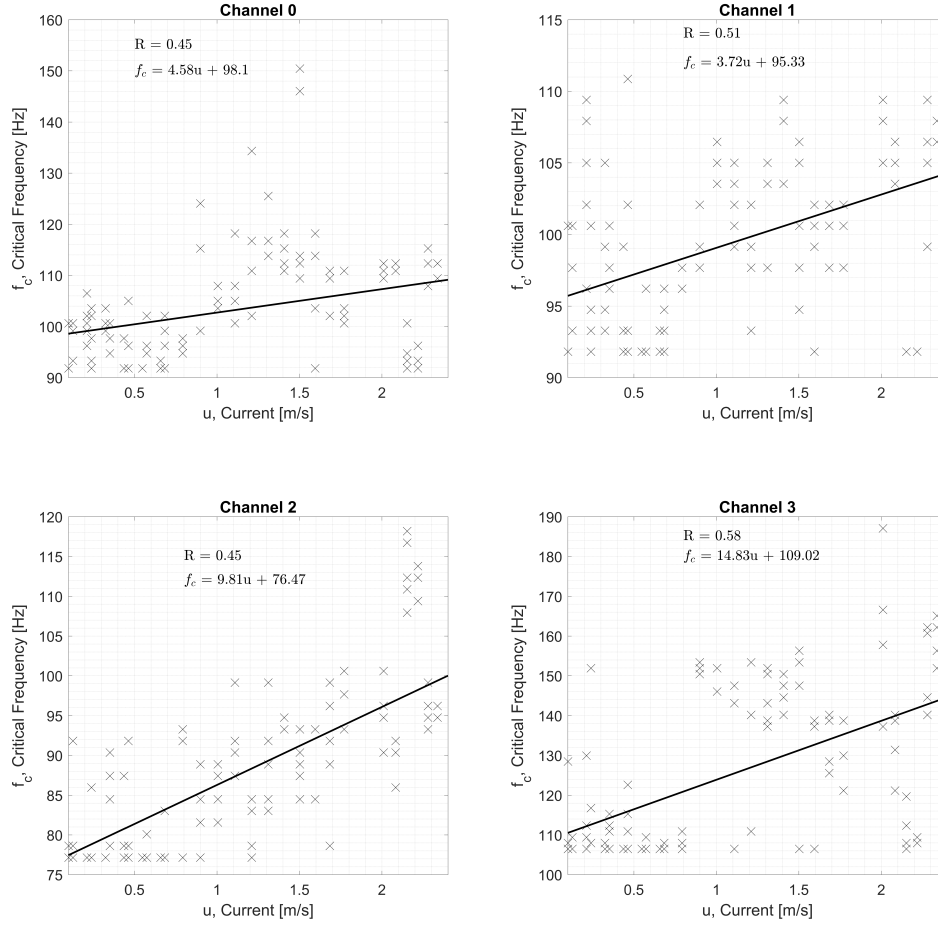 Channel 0
160
150
140
130
120
110
100
90
f_c, Critical Frequency [Hz]
R = 0.45
f_c = 4.58u + 98.1
0.5 1 1.5 2
u, Current [m/s]
Channel 1
115
110
105
100
95
90
f_c, Critical Frequency [Hz]
R = 0.51
f_c = 3.72u + 95.33
0.5 1 1.5 2
u, Current [m/s]
Channel 2
120
115
110
105
100
95
90
85
80
75
f_c, Critical Frequency [Hz]
R = 0.45
f_c = 9.81u + 76.47
0.5 1 1.5 2
u, Current [m/s]
Channel 3
190
180
170
160
150
140
130
120
110
100
f_c, Critical Frequency [Hz]
R = 0.58
f_c = 14.83u + 109.02
0.5 1 1.5 2
u, Current [m/s]